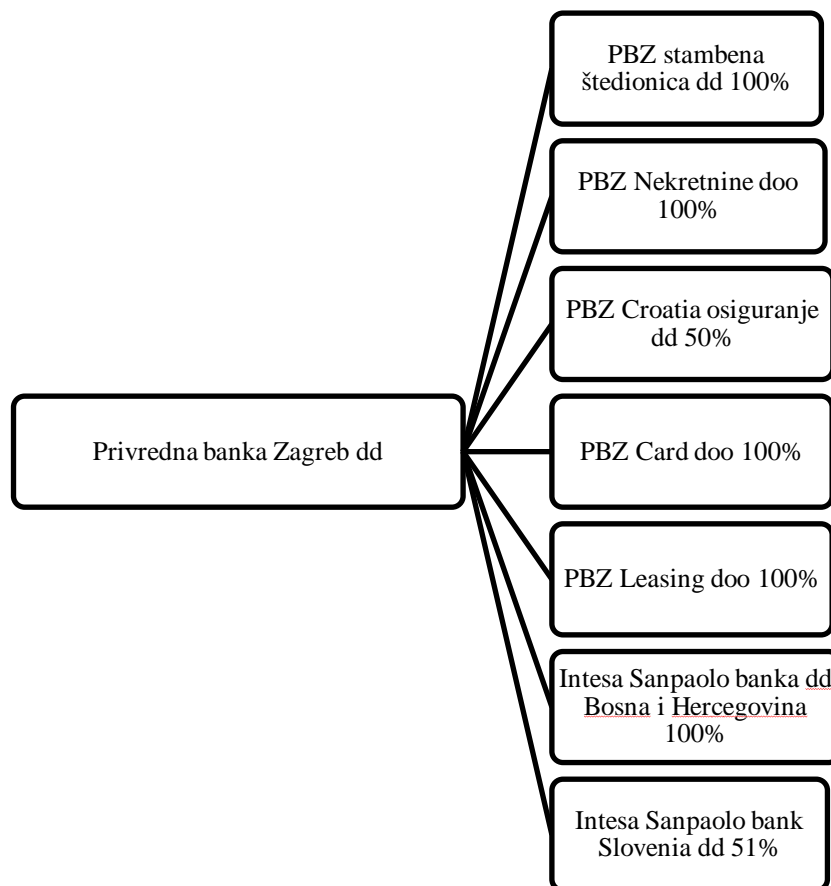 PBZ stambena
štedionica dd 100%
PBZ Nekretnine doo
100%
PBZ Croatia osiguranje
dd 50%
Privredna banka Zagreb dd
PBZ Card doo 100%
PBZ Leasing doo 100%
Intesa Sanpaolo banka dd
Bosna i Hercegovina
100%
Intesa Sanpaolo bank
Slovenia dd 51%